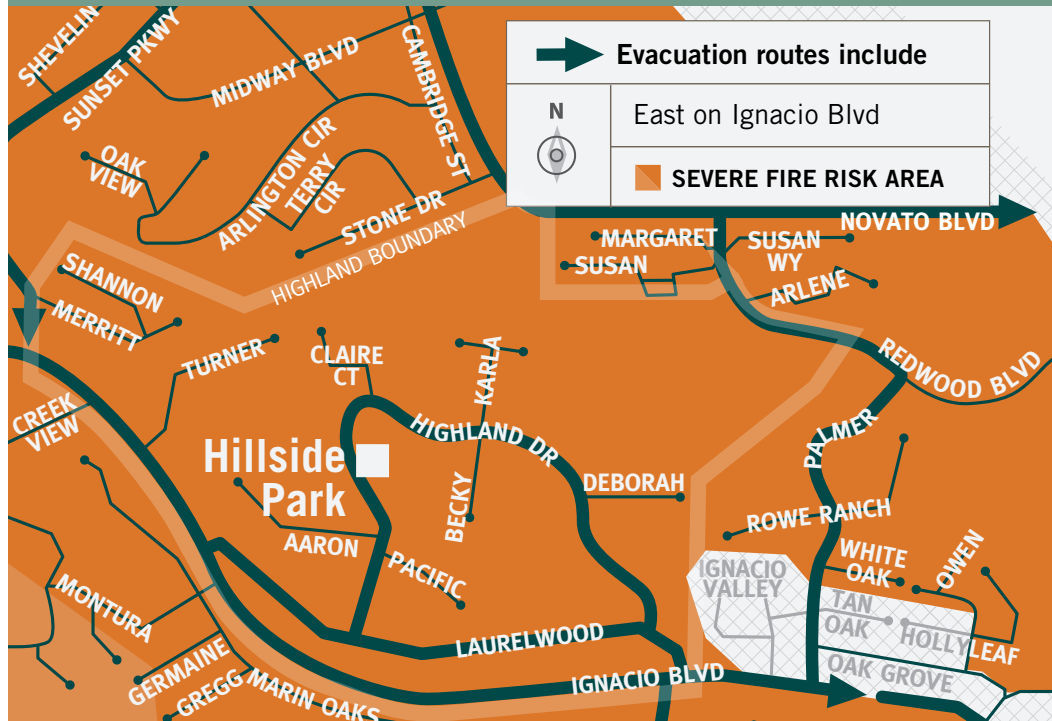 SHEVELIN
SUNSET PKWY
MIDWAY BLVD
CAMBRIDGE ST
Evacuation routes include
N
East on Ignacio Blvd
SEVERE FIRE RISK AREA
OAK
VIEW
ARLINGTON CIR
TERRY
CIR
STONE DR
HIGHLAND BOUNDARY
NOVATO BLVD
MARGARET
SUSAN
WY
SUSAN
ARLENE
SHANNON
MERRITT
TURNER
CLAIRE
CT
KARLA
REDWOOD BLVD
CREEK
VIEW
HIGHLAND DR
PALMER
Hillside
Park
BECKY
DEBORAH
AARON
PACIFIC
ROWE RANCH
WHITE
OAK
OWEN
IGNACIO
VALLEY
TAN
OAK
HOLLYLEAF
MONTURA
LAURELWOOD
OAK GROVE
GERMAINE
GREGG
MARIN OAKS
IGNACIO BLVD